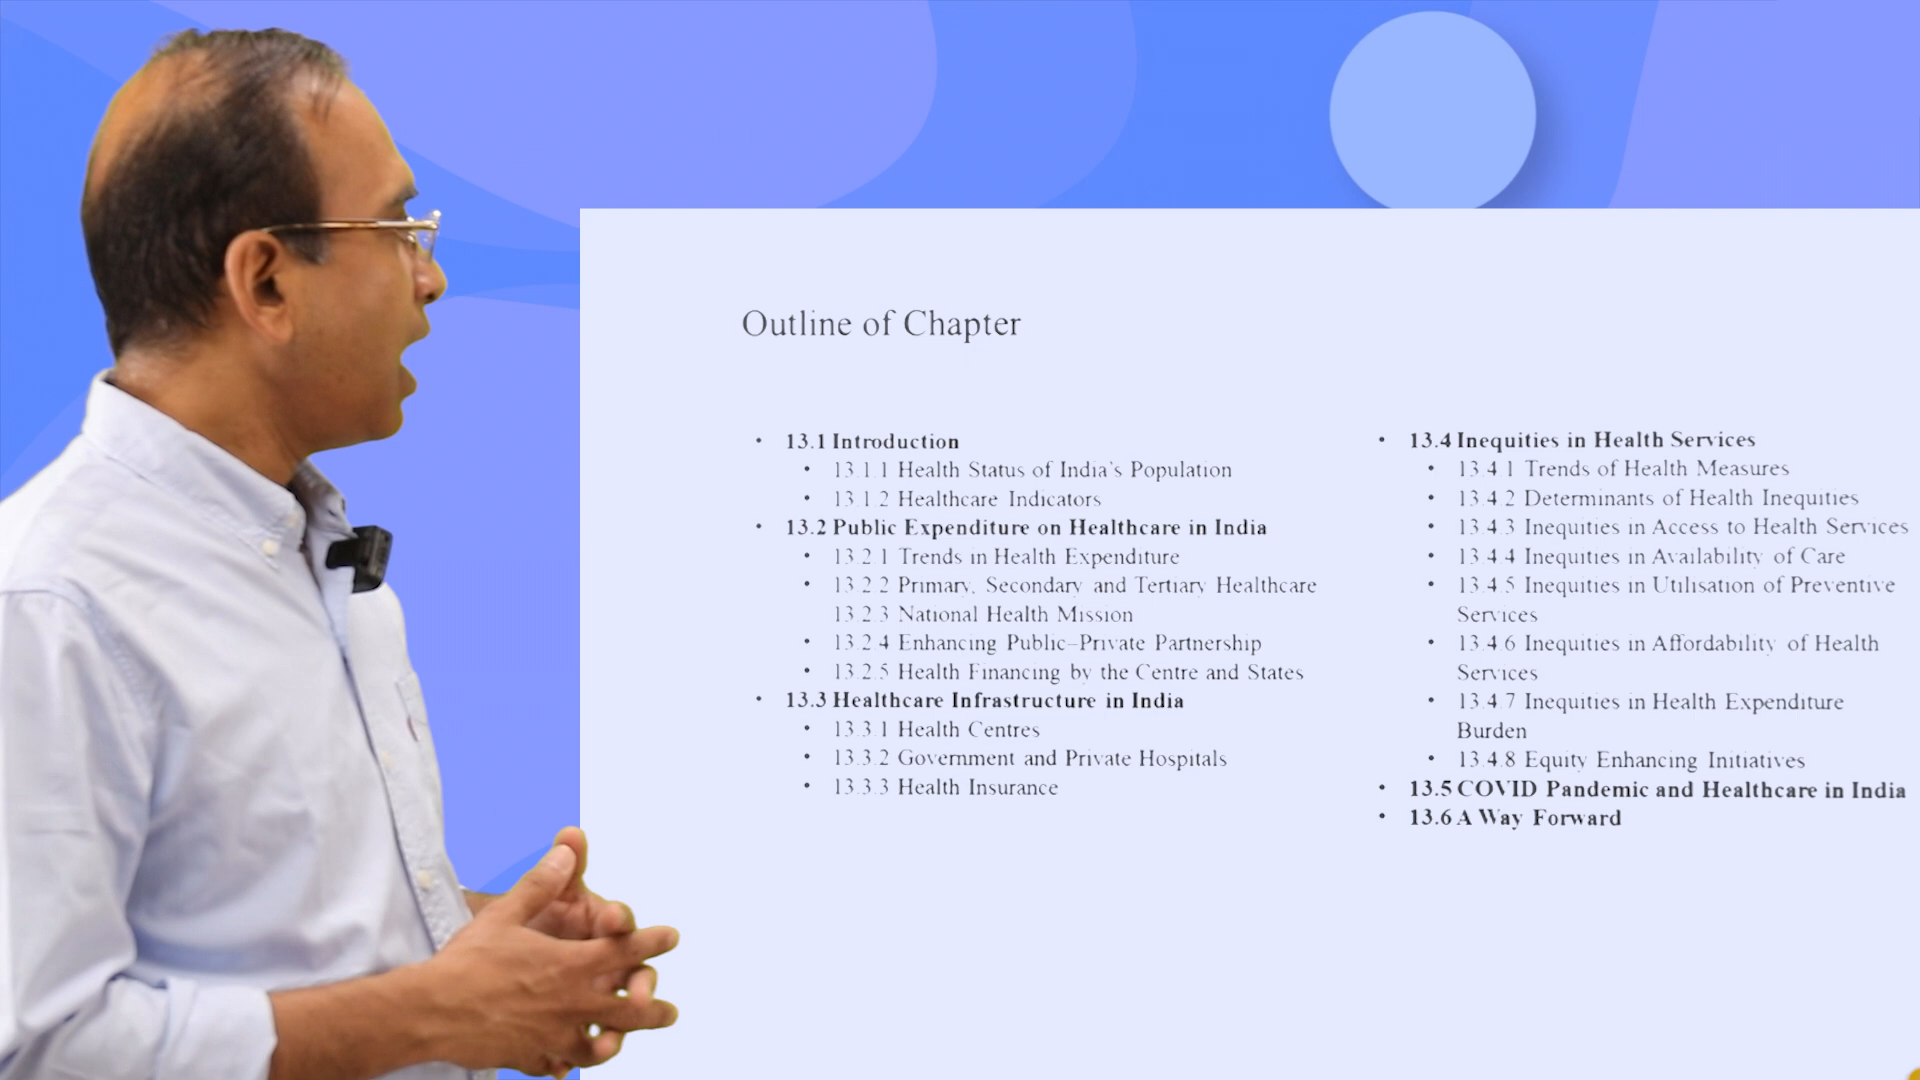 Outline of Chapter
• 13.1 Introduction
• 13.1.1 Health Status of India's Population
• 13.1.2 Healthcare Indicators
• 13.2 Public Expenditure on Healthcare in India
• 13.2.1 Trends in Health Expenditure
• 13.2.2 Primary, Secondary and Tertiary Healthcare
13.2.3 National Health Mission
• 13.2.4 Enhancing Public–Private Partnership
• 13.2.5 Health Financing by the Centre and States
• 13.3 Healthcare Infrastructure in India
• 13.3.1 Health Centres
• 13.3.2 Government and Private Hospitals
• 13.3.3 Health Insurance
• 13.4 Inequities in Health Services
• 13.4.1 Trends of Health Measures
• 13.4.2 Determinants of Health Inequities
• 13.4.3 Inequities in Access to Health Services
• 13.4.4 Inequities in Availability of Care
• 13.4.5 Inequities in Utilisation of Preventive
Services
• 13.4.6 Inequities in Affordability of Health
Services
• 13.4.7 Inequities in Health Expenditure
Burden
• 13.4.8 Equity Enhancing Initiatives
• 13.5 COVID Pandemic and Healthcare in India
• 13.6 A Way Forward